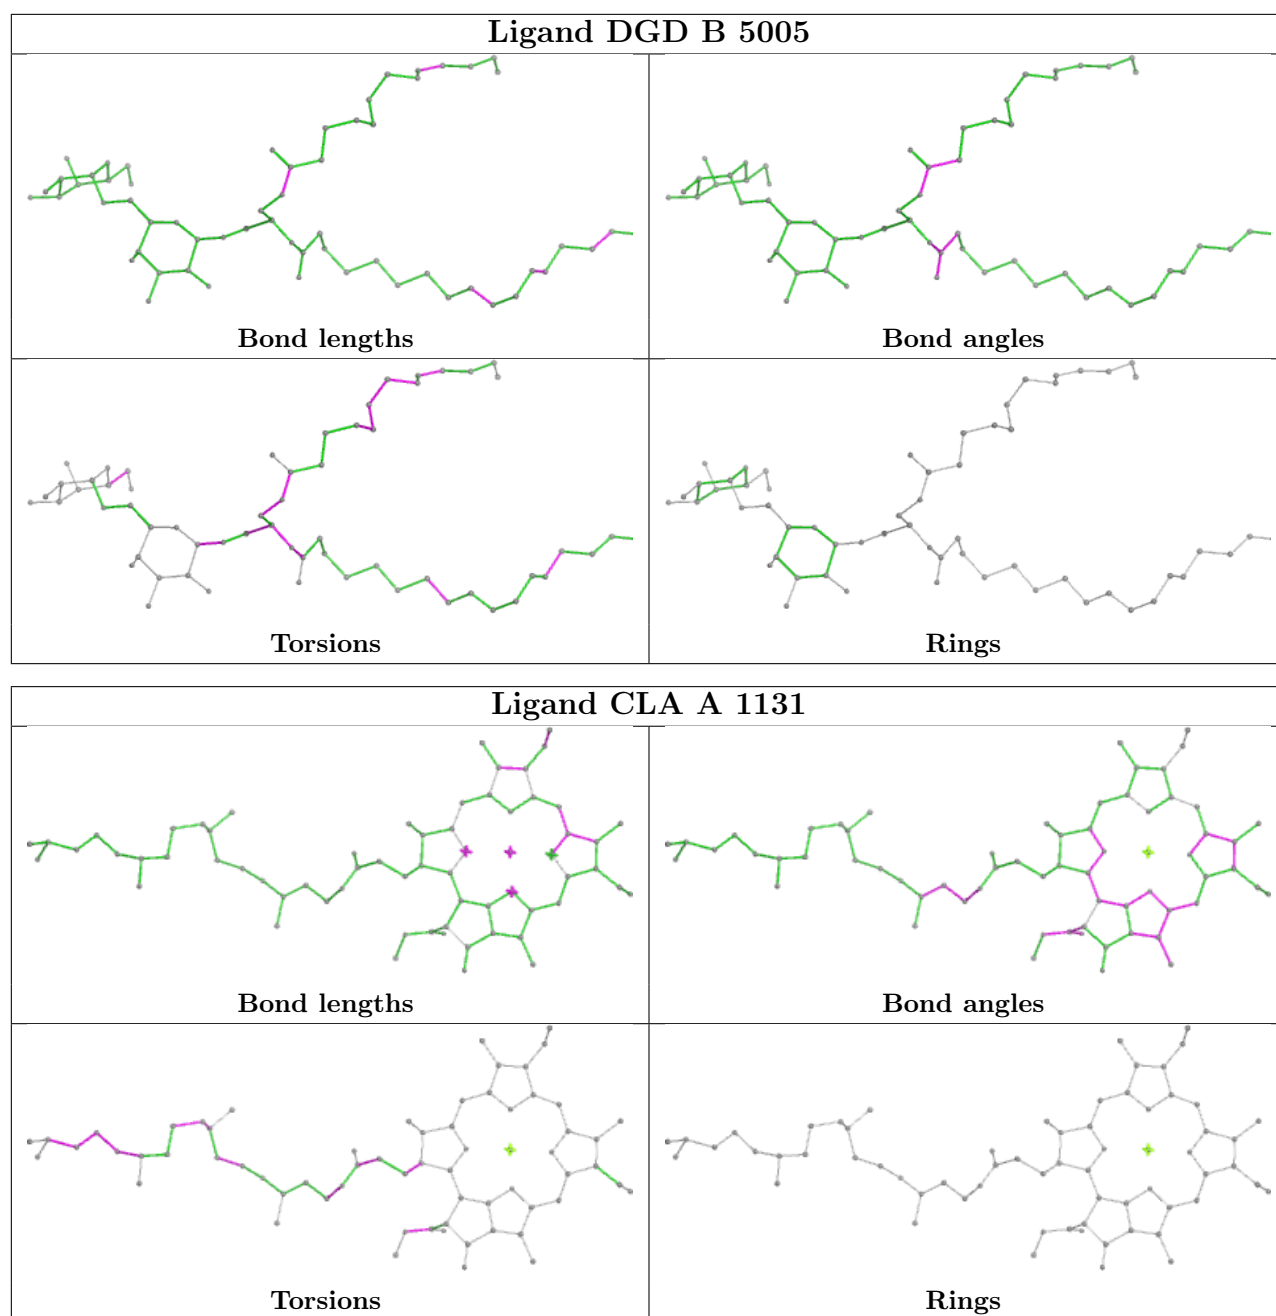 Ligand DGD B 5005
Bond lengths
Bond angles
Torsions
Rings
Ligand CLA A 1131
Bond lengths
Bond angles
Torsions
Rings